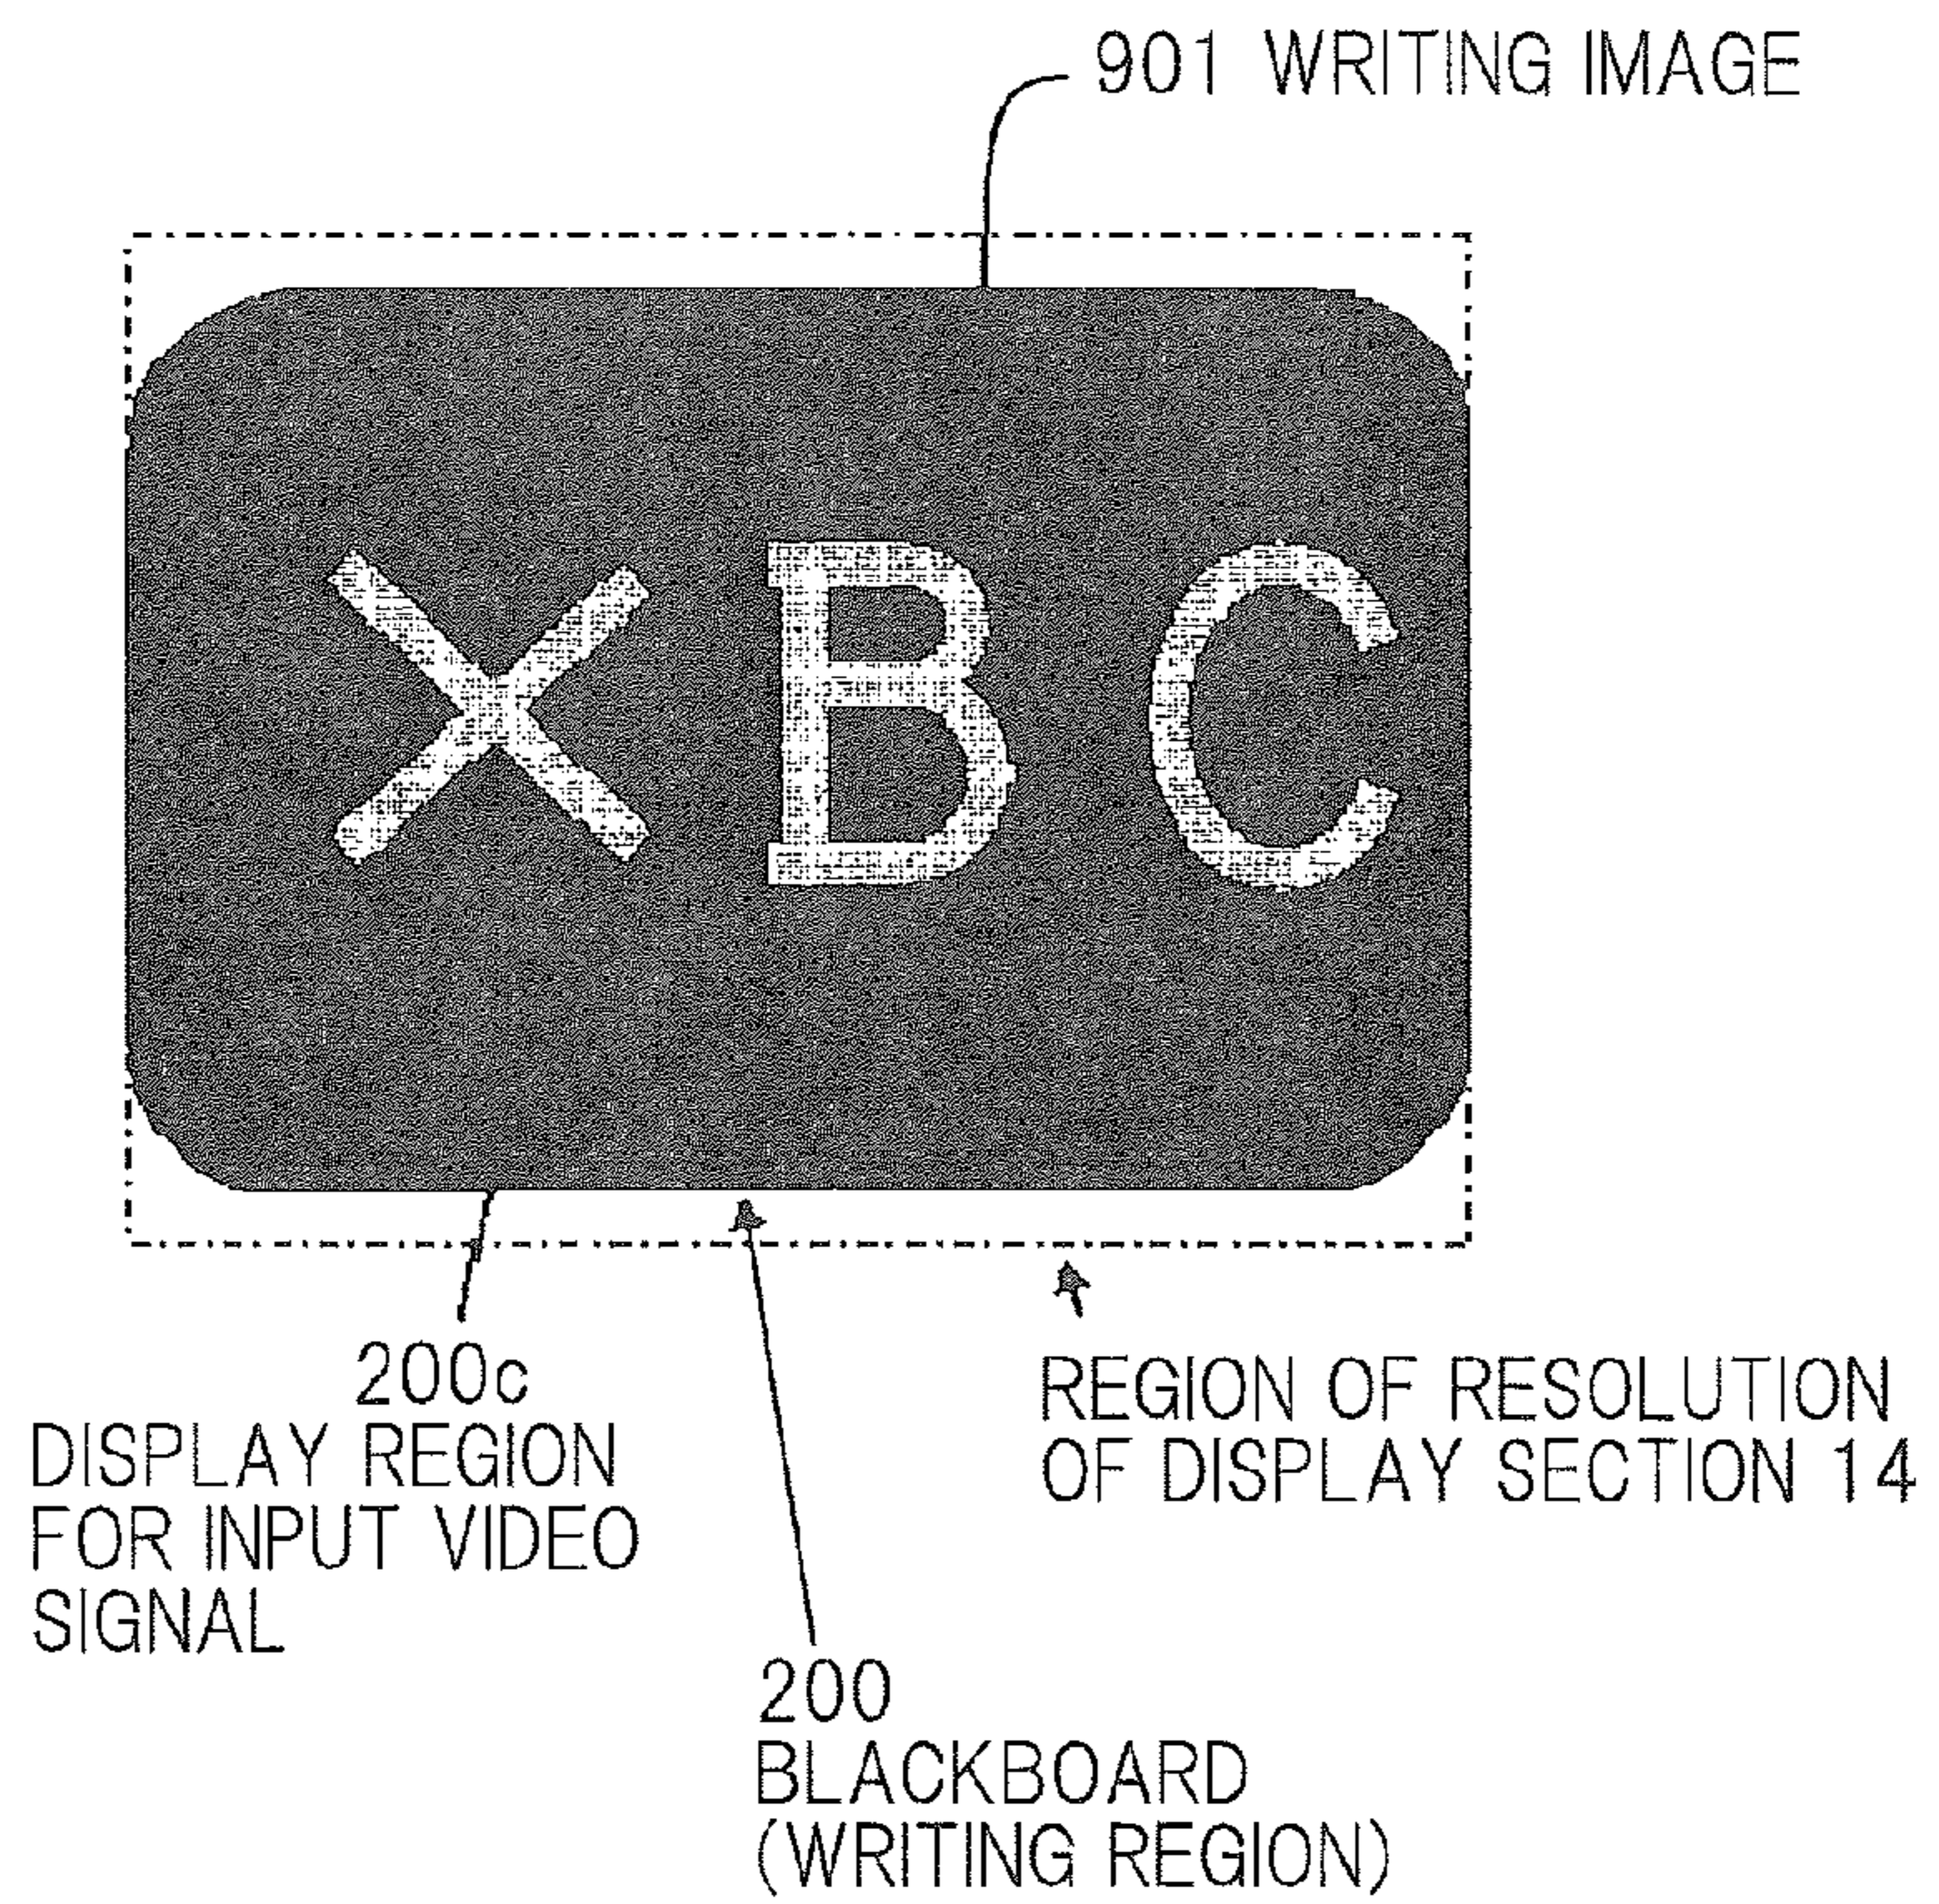 901 WRITING IMAGE
×BC
200c
DISPLAY REGION
FOR INPUT VIDEO
SIGNAL
REGION OF RESOLUTION
OF DISPLAY SECTION 14
200
BLACKBOARD
(WRITING REGION)